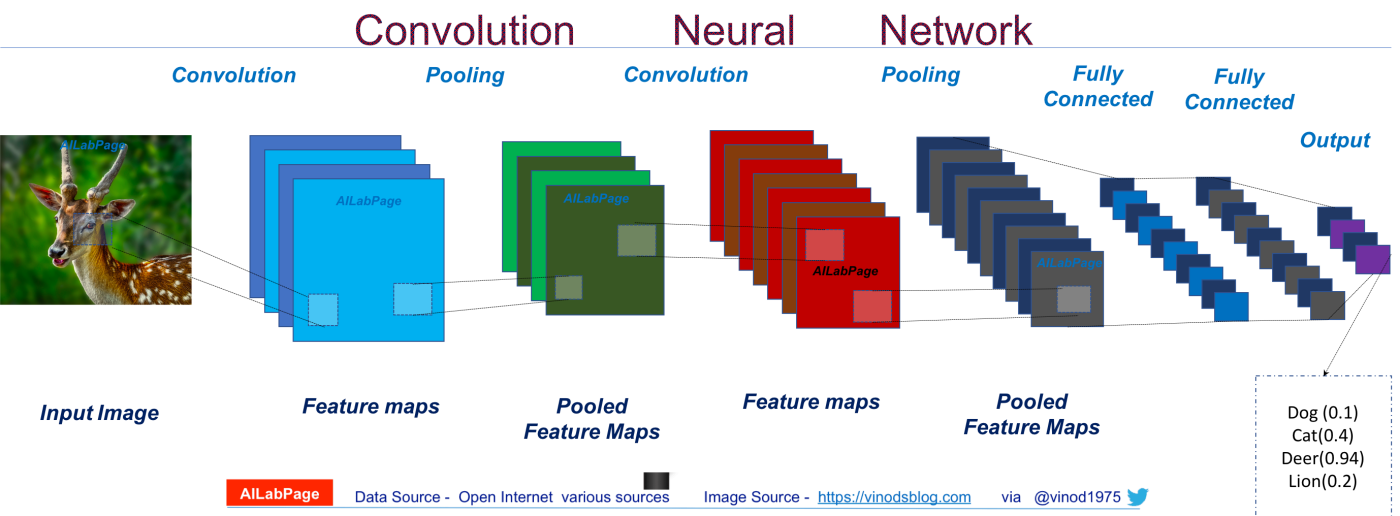 Convolution Neural Network
Convolution
Pooling
Convolution
Pooling
Fully
Connected
Fully
Connected
Output
AILabPage
AILabPage
AILabPage
AILabPage
AILabPage
Input Image
Feature maps
Pooled
Feature Maps
Feature maps
Pooled
Feature Maps
Dog (0.1)
Cat(0.4)
Deer(0.94)
Lion(0.2)
AILabPage
Data Source - Open Internet various sources
Image Source - https://vinodsblog.com via @vinod1975